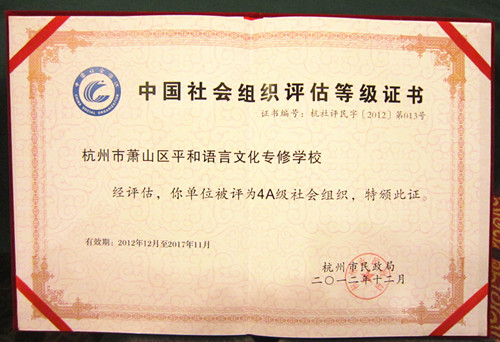 中国社会组织评估等级证书
证书编号：杭社评民字〔2012〕第013号
杭州市萧山区平和语言文化专修学校
经评估，你单位被评为4A级社会组织，特颁此证。
有效期：2012年12月至2017年11月
杭州市民政局
二〇一二年十二月